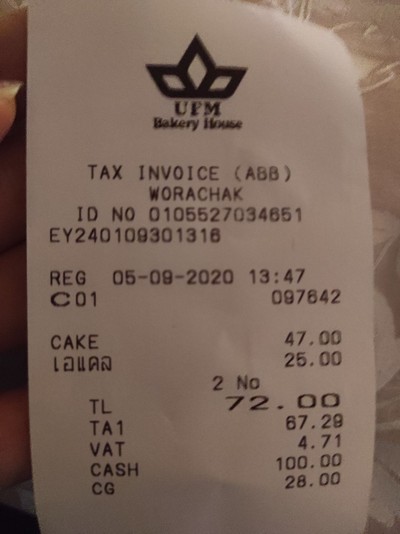 UFM
Bakery House
TAX INVOICE (ABB)
WORACHAK
ID NO 0105527034651
EY240109301316
REG 05-09-2020 13:47
C01 097642
CAKE 47.00
เอแคล 25.00
2 No
TL 72.00
TA1 67.29
VAT 4.71
CASH 100.00
CG 28.00